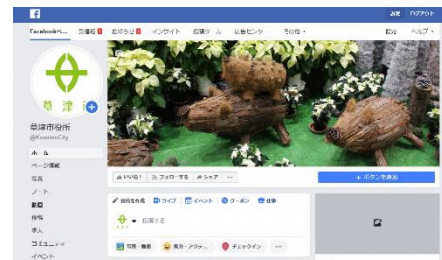 f
ログアウト
Facebookペ...
受信箱
お知らせ
インサイト
投稿ツール
広告センター
その他
設定
ヘルプ
草津
草津市役所
@KusatsuCity
ホーム
ページ情報
写真
ノート
動画
投稿
求人
コミュニティ
イベント
いいね!
フォローする
シェア
...
+ ボタンを追加
投稿を作成
ライブ
イベント
クーポン
仕事
投稿する
写真・動画
気分・アクテ...
チェックイン
...